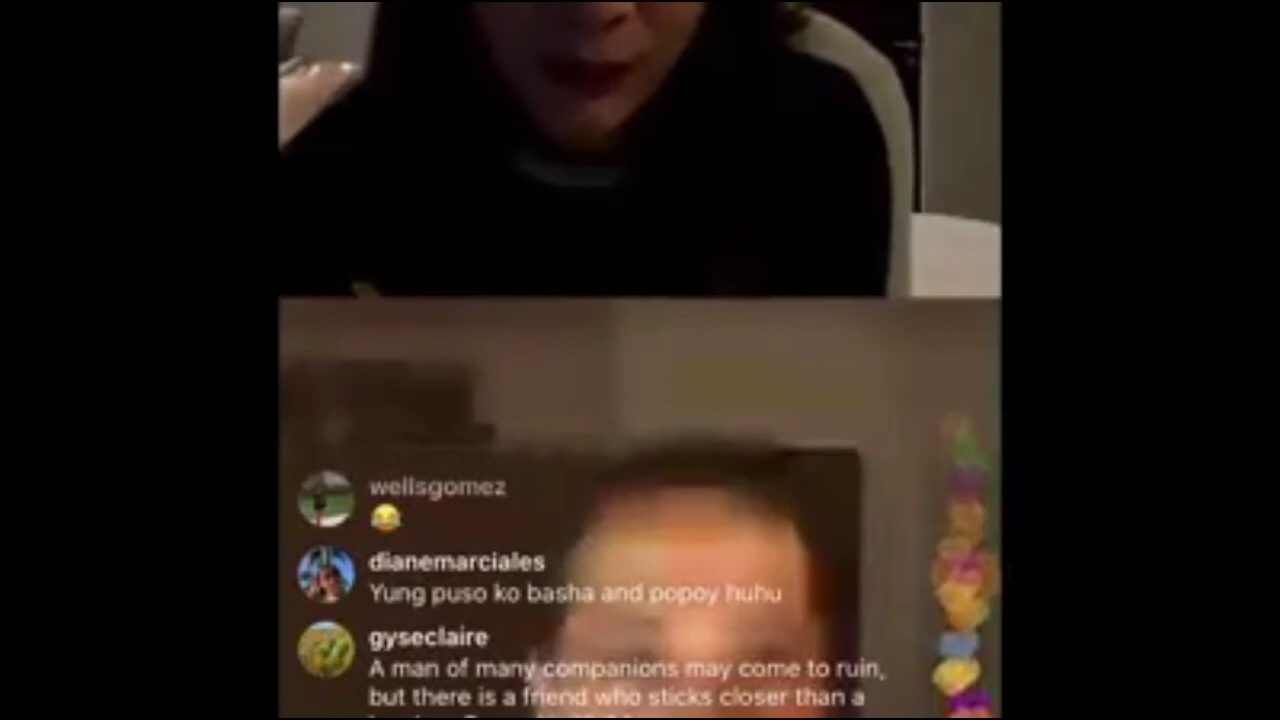 wellsgomez
😂
dianemarciales
Yung puso ko basha and popoy huhu
gyseclaire
A man of many companions may come to ruin,
but there is a friend who sticks closer than a